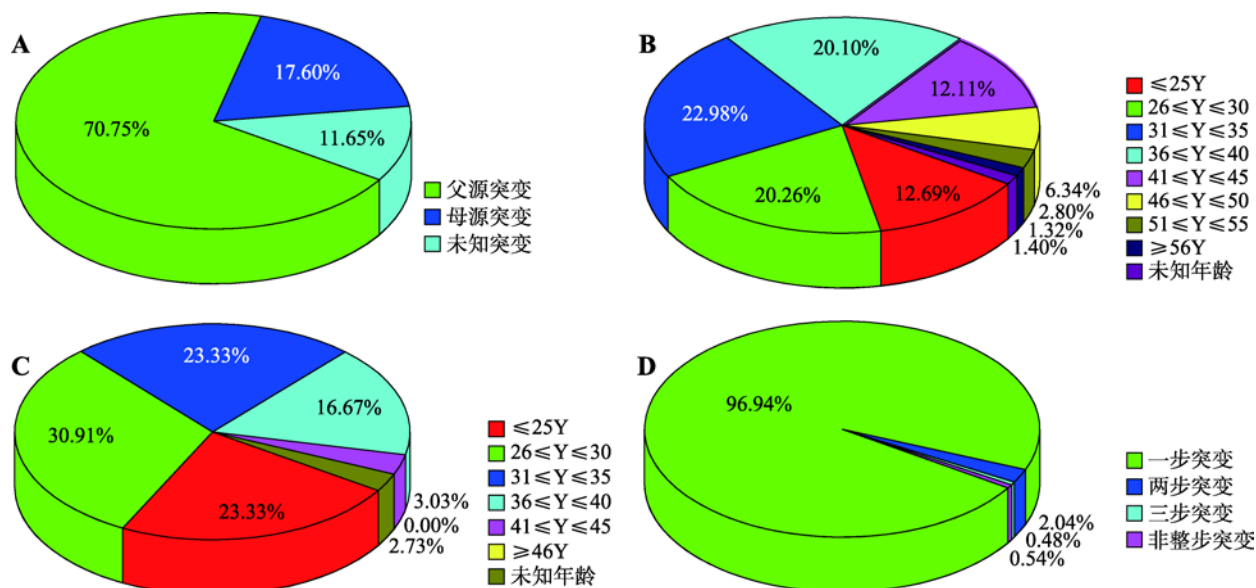 A
70.75%
17.60%
11.65%
父源突变
母源突变
未知突变
B
20.10%
12.11%
22.98%
20.26%
12.69%
6.34%
2.80%
1.32%
1.40%
≤25Y
26≤Y≤30
31≤Y≤35
36≤Y≤40
41≤Y≤45
46≤Y≤50
51≤Y≤55
≥56Y
未知年龄
C
23.33%
16.67%
30.91%
23.33%
3.03%
0.00%
2.73%
≤25Y
26≤Y≤30
31≤Y≤35
36≤Y≤40
41≤Y≤45
≥46Y
未知年龄
D
96.94%
2.04%
0.48%
0.54%
一步突变
两步突变
三步突变
非整步突变